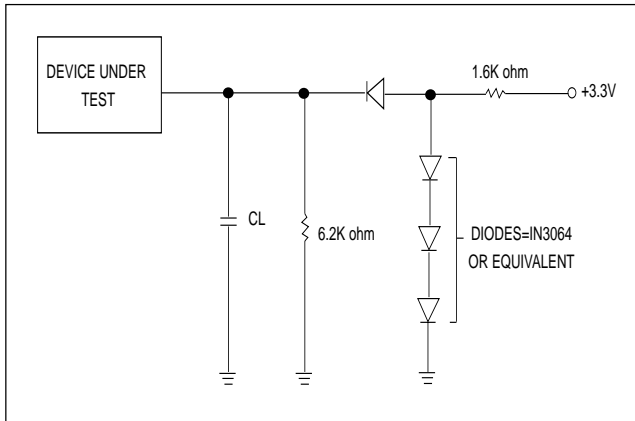 DEVICE UNDER
TEST
1.6K ohm
+3.3V
CL
6.2K ohm
DIODES=IN3064
OR EQUIVALENT